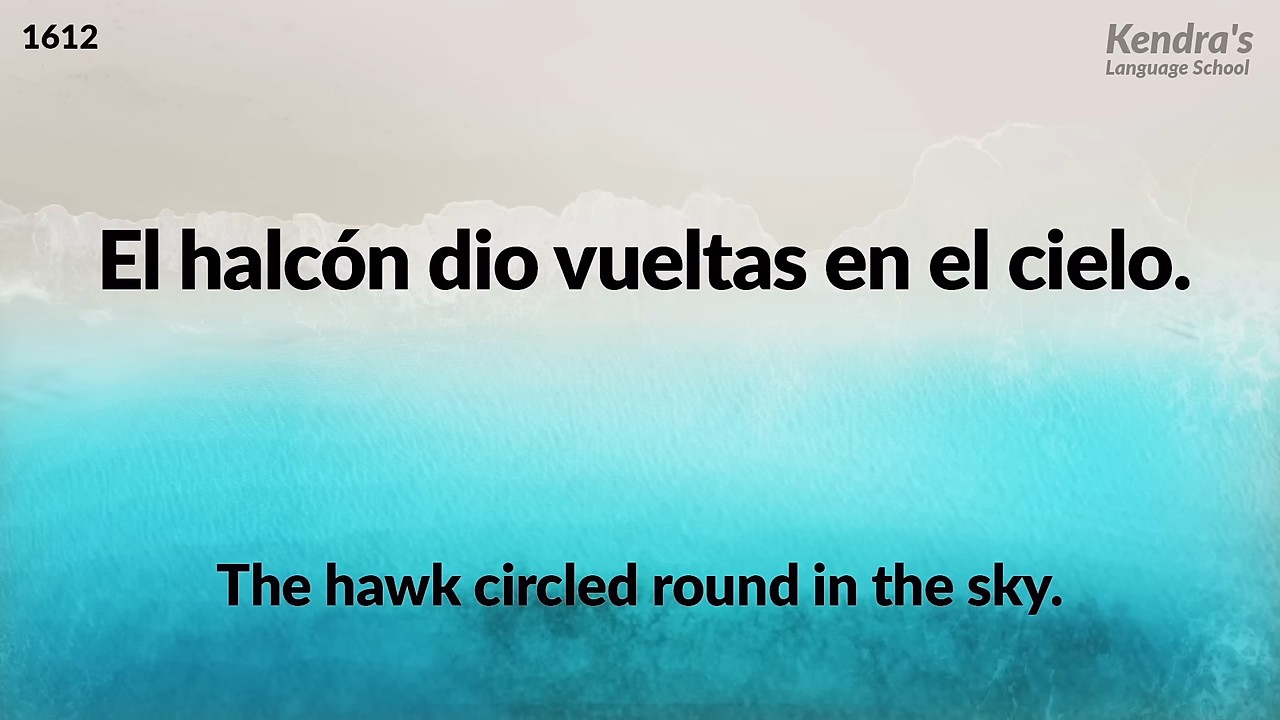 1612
Kendra's
Language School
El halcón dio vueltas en el cielo.
The hawk circled round in the sky.